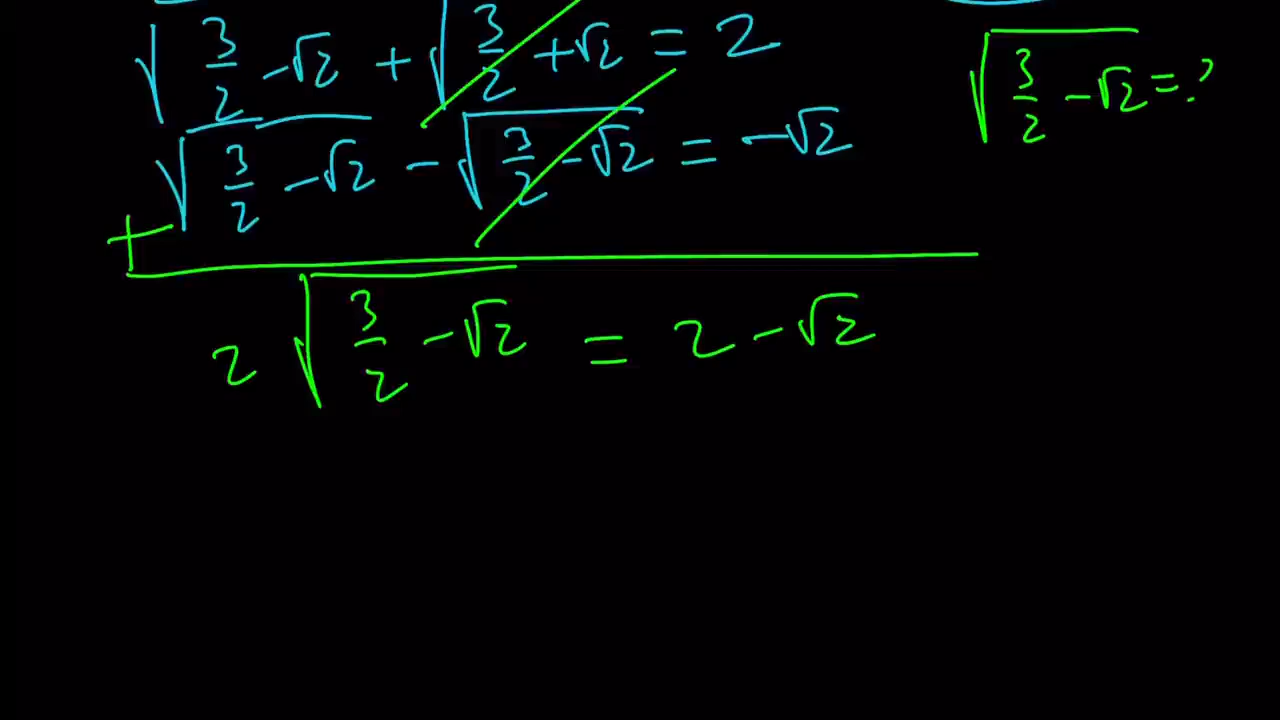 √(3/2 - √2) + √(3/2 + √2) = 2
√(3/2 - √2) = ?
√(3/2 - √2) - √(3/2 - √2) = -√2
+
2√(3/2 - √2) = 2 - √2